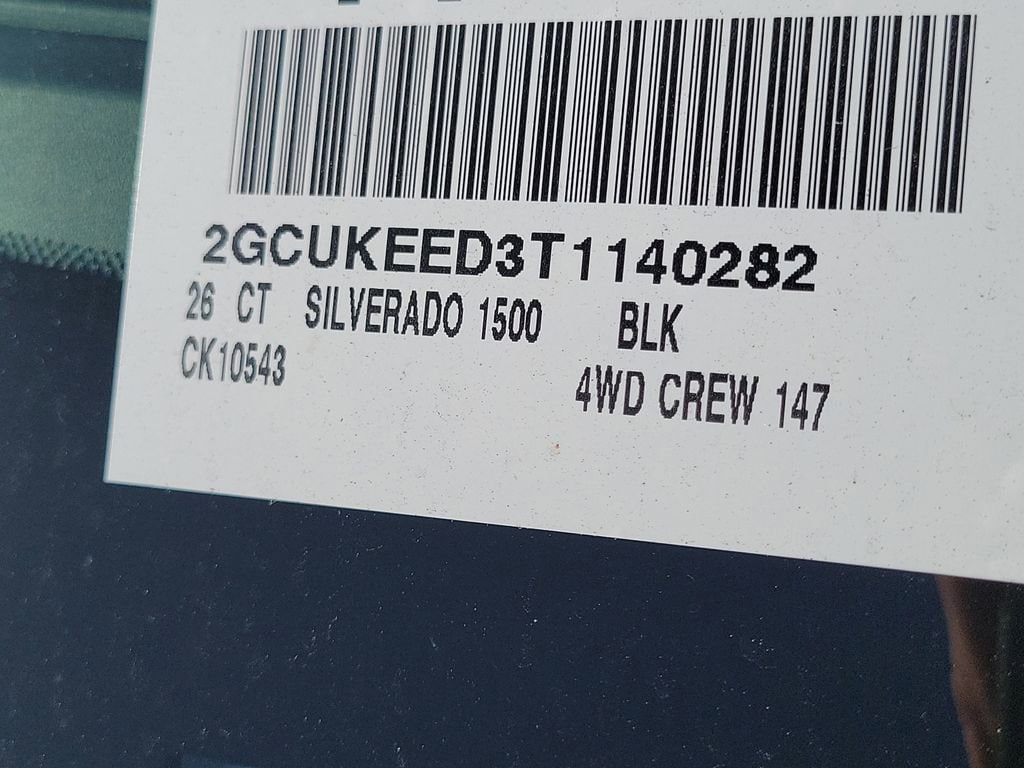 2GCUKEED3T1140282
26 CT SILVERADO 1500 BLK
CK10543 4WD CREW 147